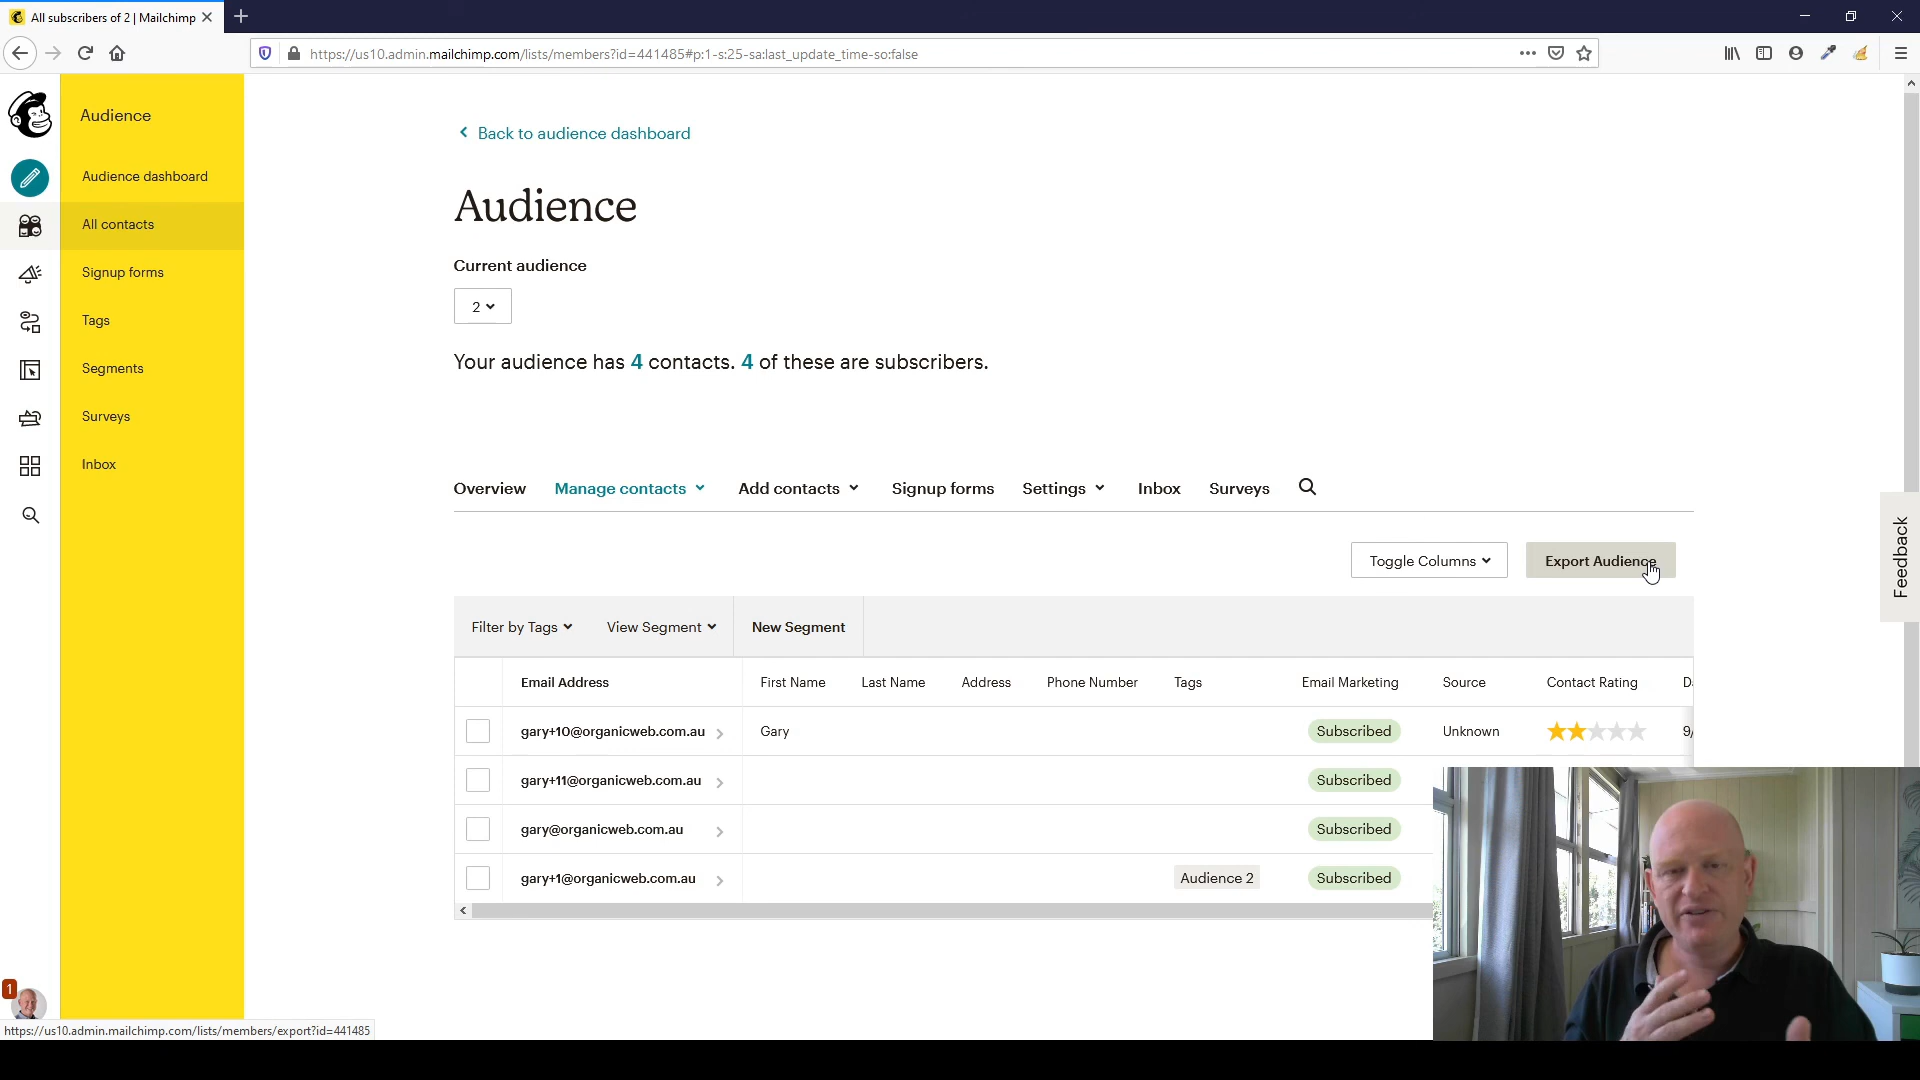 All subscribers of 2 | Mailchimp
https://us10.admin.mailchimp.com/lists/members?id=441485#p:1-s:25-sa:last_update_time-so:false
Audience
Audience dashboard
All contacts
Signup forms
Tags
Segments
Surveys
Inbox
1
Back to audience dashboard
Audience
Current audience
2
Your audience has 4 contacts. 4 of these are subscribers.
Overview Manage contacts Add contacts Signup forms Settings Inbox Surveys
Toggle Columns Export Audience
Feedback
Filter by Tags View Segment New Segment
Email Address First Name Last Name Address Phone Number Tags Email Marketing Source Contact Rating D
gary+10@organicweb.com.au Gary Subscribed Unknown 9/
gary+11@organicweb.com.au Subscribed
gary@organicweb.com.au Subscribed
gary+1@organicweb.com.au Audience 2 Subscribed
https://us10.admin.mailchimp.com/lists/members/export?id=441485